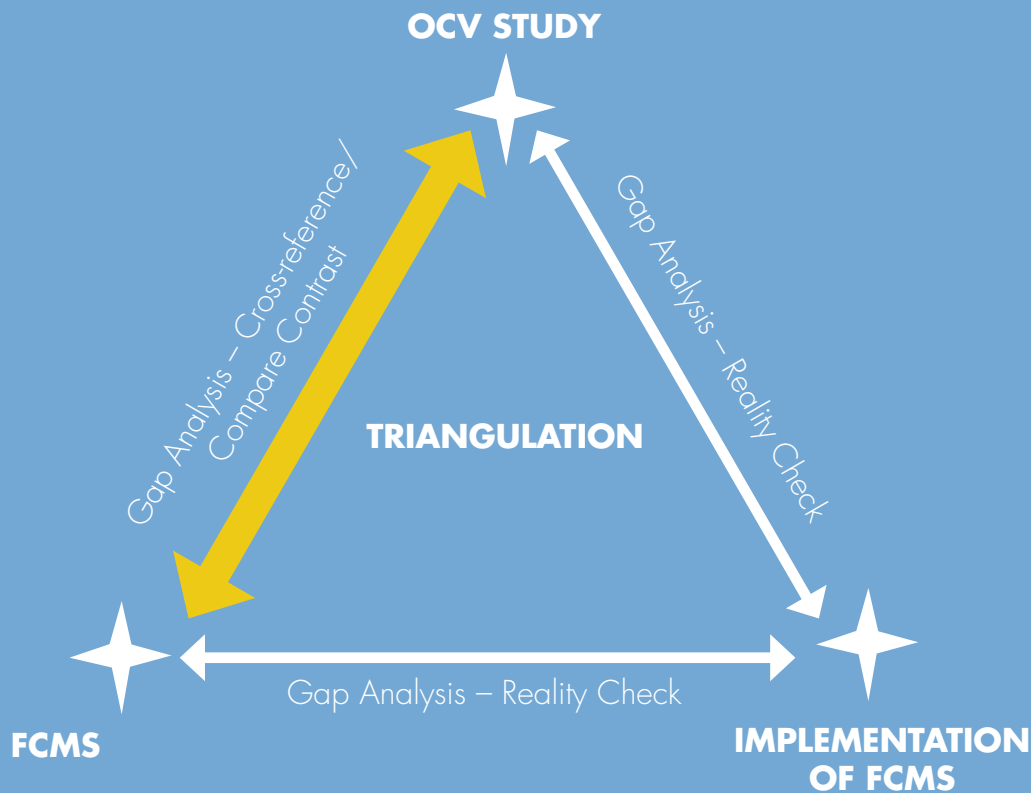 OCV STUDY
Gap Analysis – Cross-reference/
Compare Contrast
Gap Analysis – Reality Check
TRIANGULATION
Gap Analysis – Reality Check
FCMS
IMPLEMENTATION
OF FCMS